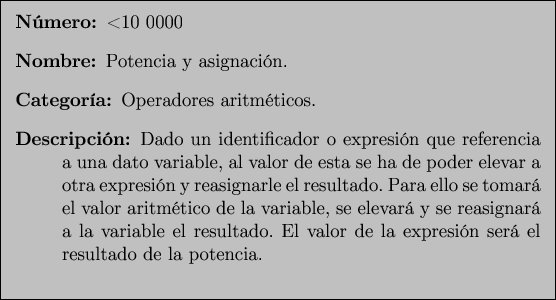 Número: <10 0000
Nombre: Potencia y asignación.
Categoría: Operadores aritméticos.
Descripción: Dado un identificador o expresión que referencia
a una dato variable, al valor de esta se ha de poder elevar a
otra expresión y reasignarle el resultado. Para ello se tomará
el valor aritmético de la variable, se elevará y se reasignará
a la variable el resultado. El valor de la expresión será el
resultado de la potencia.